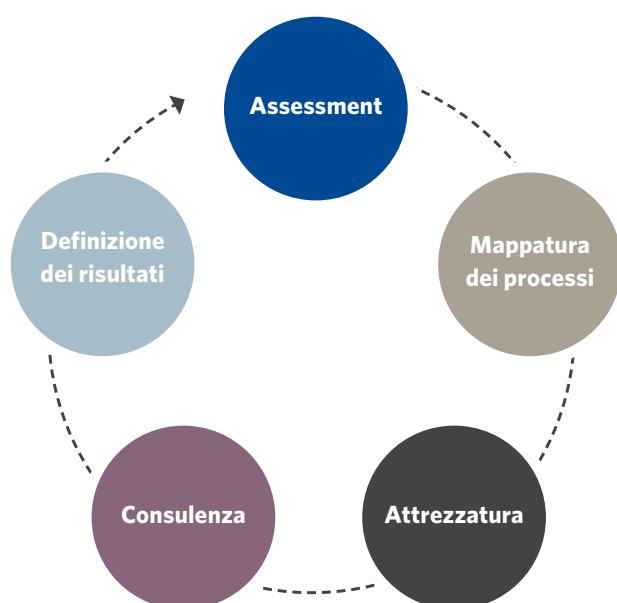 Assessment
Mappatura
dei processi
Attrezzatura
Consulenza
Definizione
dei risultati